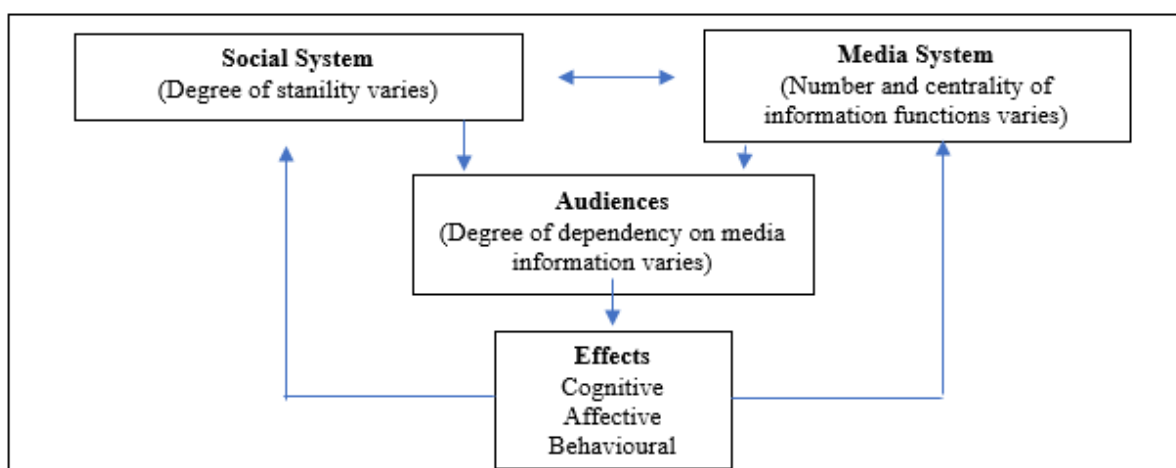 Social System
(Degree of stanility varies)
Media System
(Number and centrality of
information functions varies)
Audiences
(Degree of dependency on media
information varies)
Effects
Cognitive
Affective
Behavioural